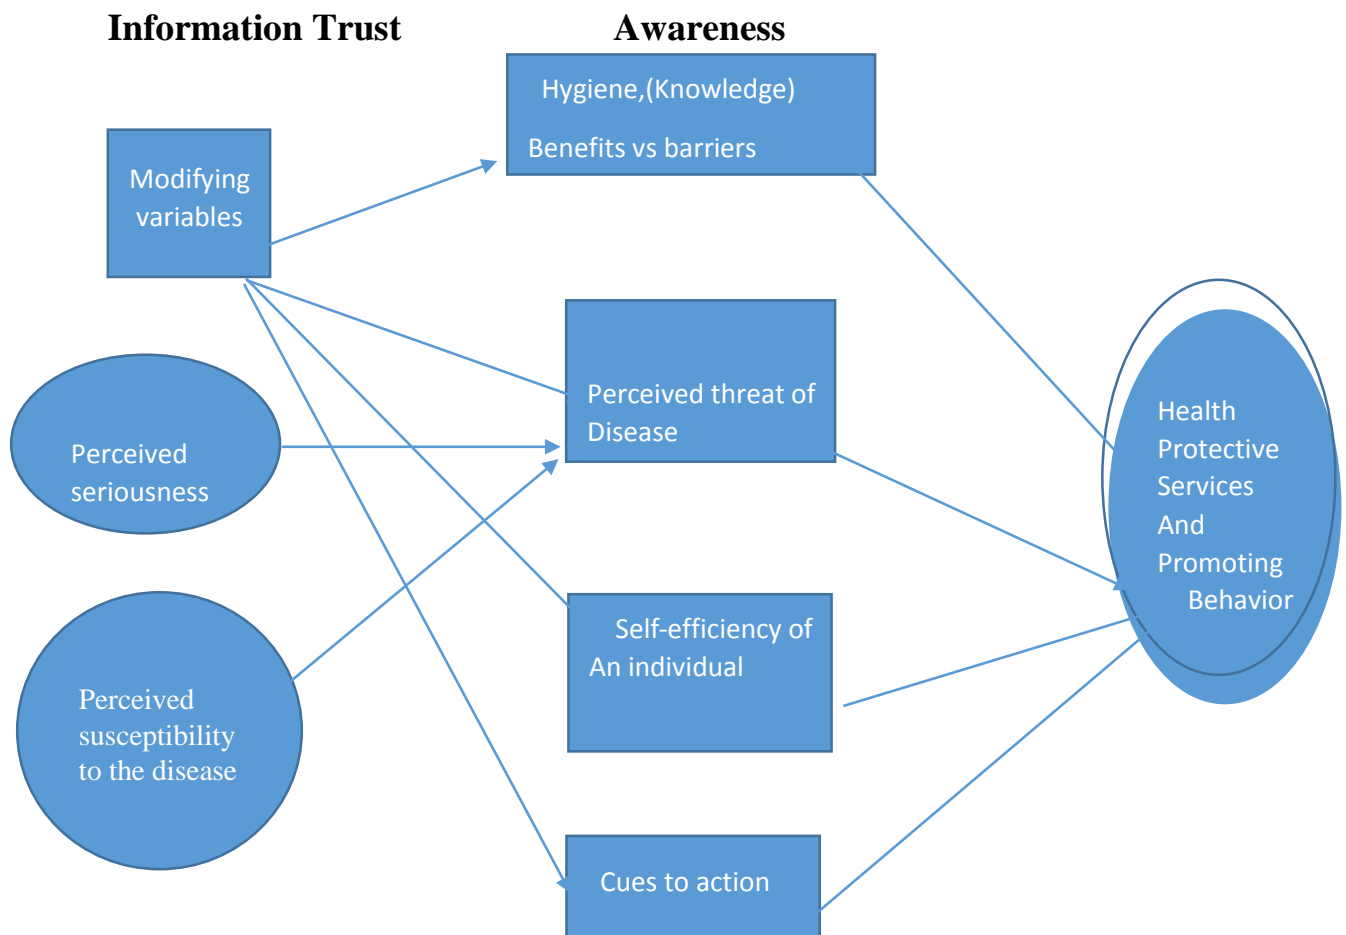 Information Trust
Awareness
Hygiene,(Knowledge)
Benefits vs barriers
Modifying
variables
Perceived threat of
Disease
Perceived
seriousness
Health
Protective
Services
And
Promoting
Behavior
Self-efficiency of
An individual
Perceived
susceptibility
to the disease
Cues to action